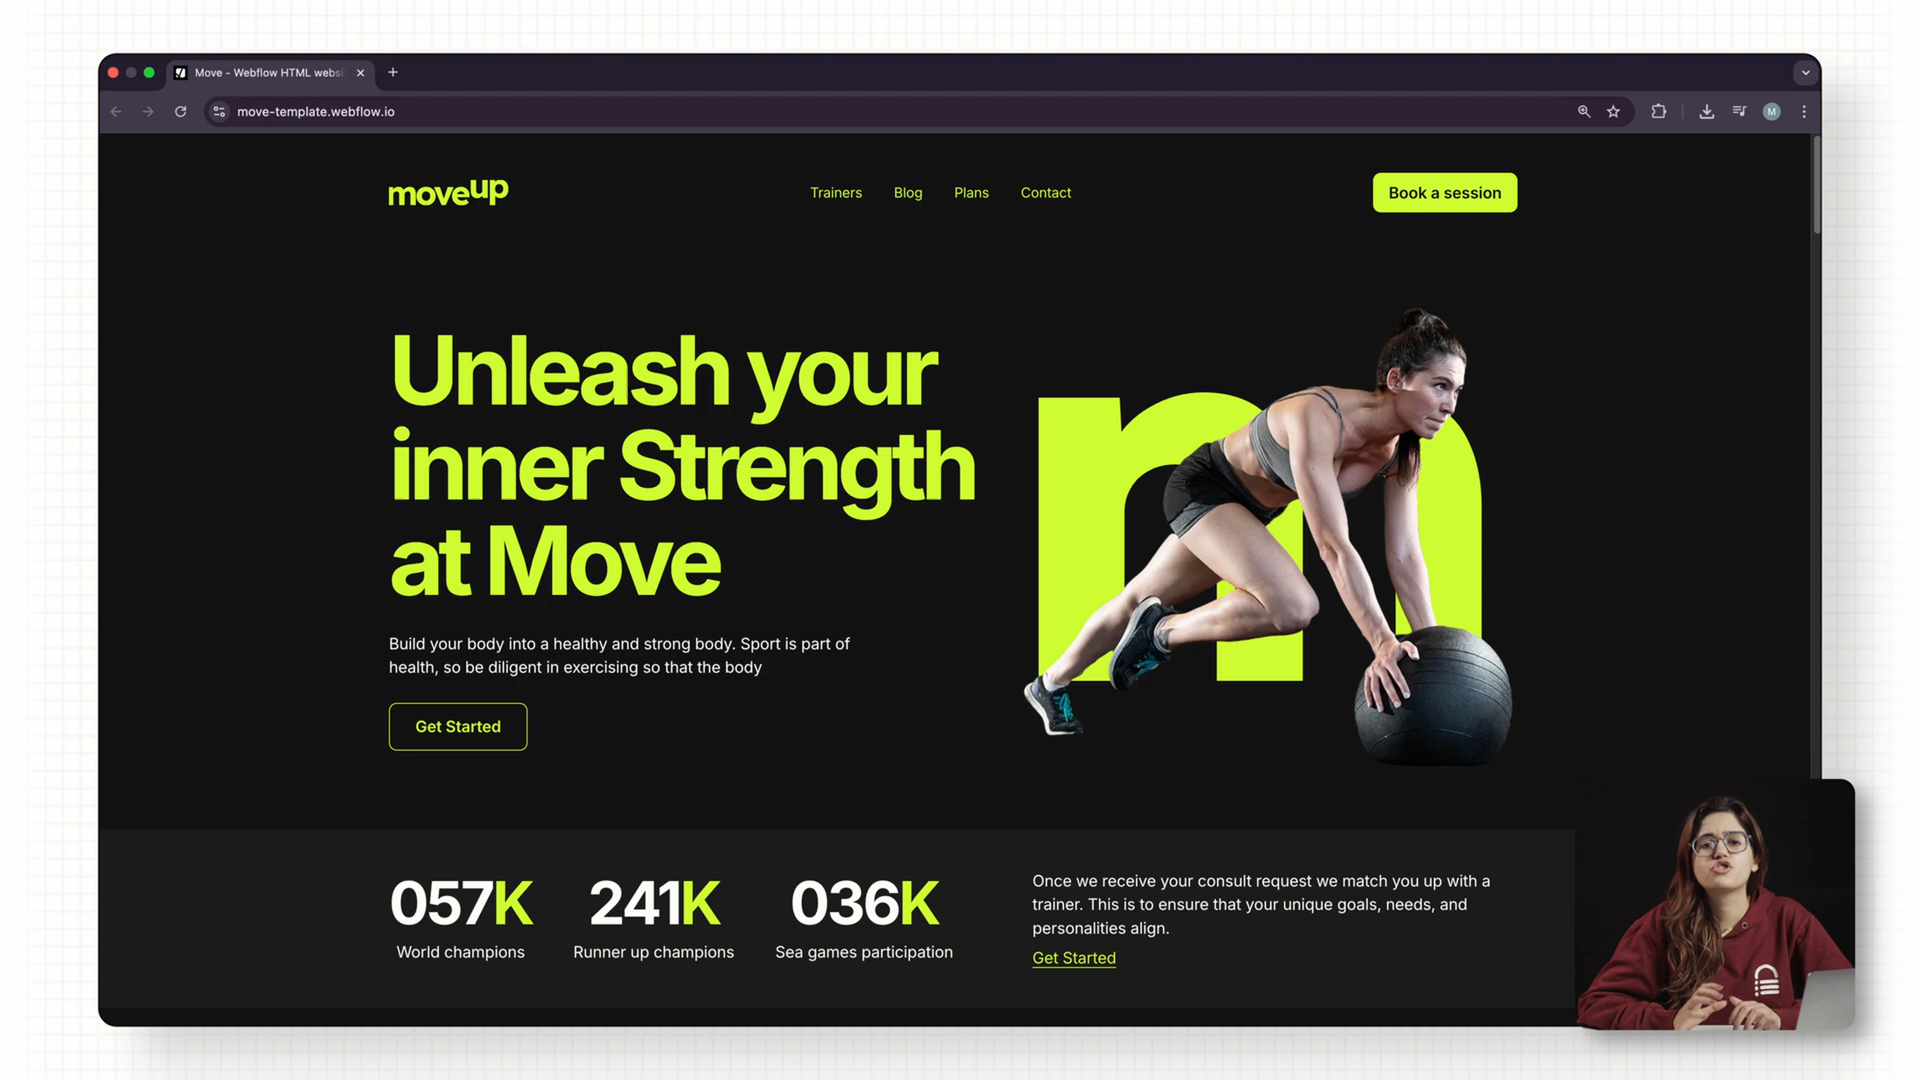 Move - Webflow HTML websi
move-template.webflow.io
M
moveup
Trainers
Blog
Plans
Contact
Book a session
Unleash your
inner Strength
at Move
m
Build your body into a healthy and strong body. Sport is part of
health, so be diligent in exercising so that the body
Get Started
057K
World champions
241K
Runner up champions
036K
Sea games participation
Once we receive your consult request we match you up with a
trainer. This is to ensure that your unique goals, needs, and
personalities align.
Get Started